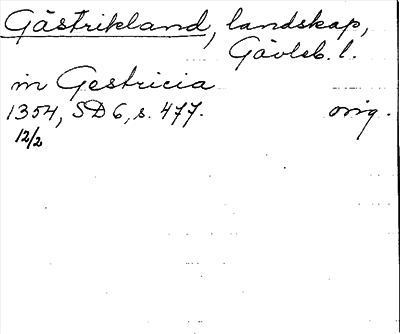 Gästrikland, landskap,
Gävleb. l.
in Gestricia
1354, SD 6, s. 477. orig.
12/2